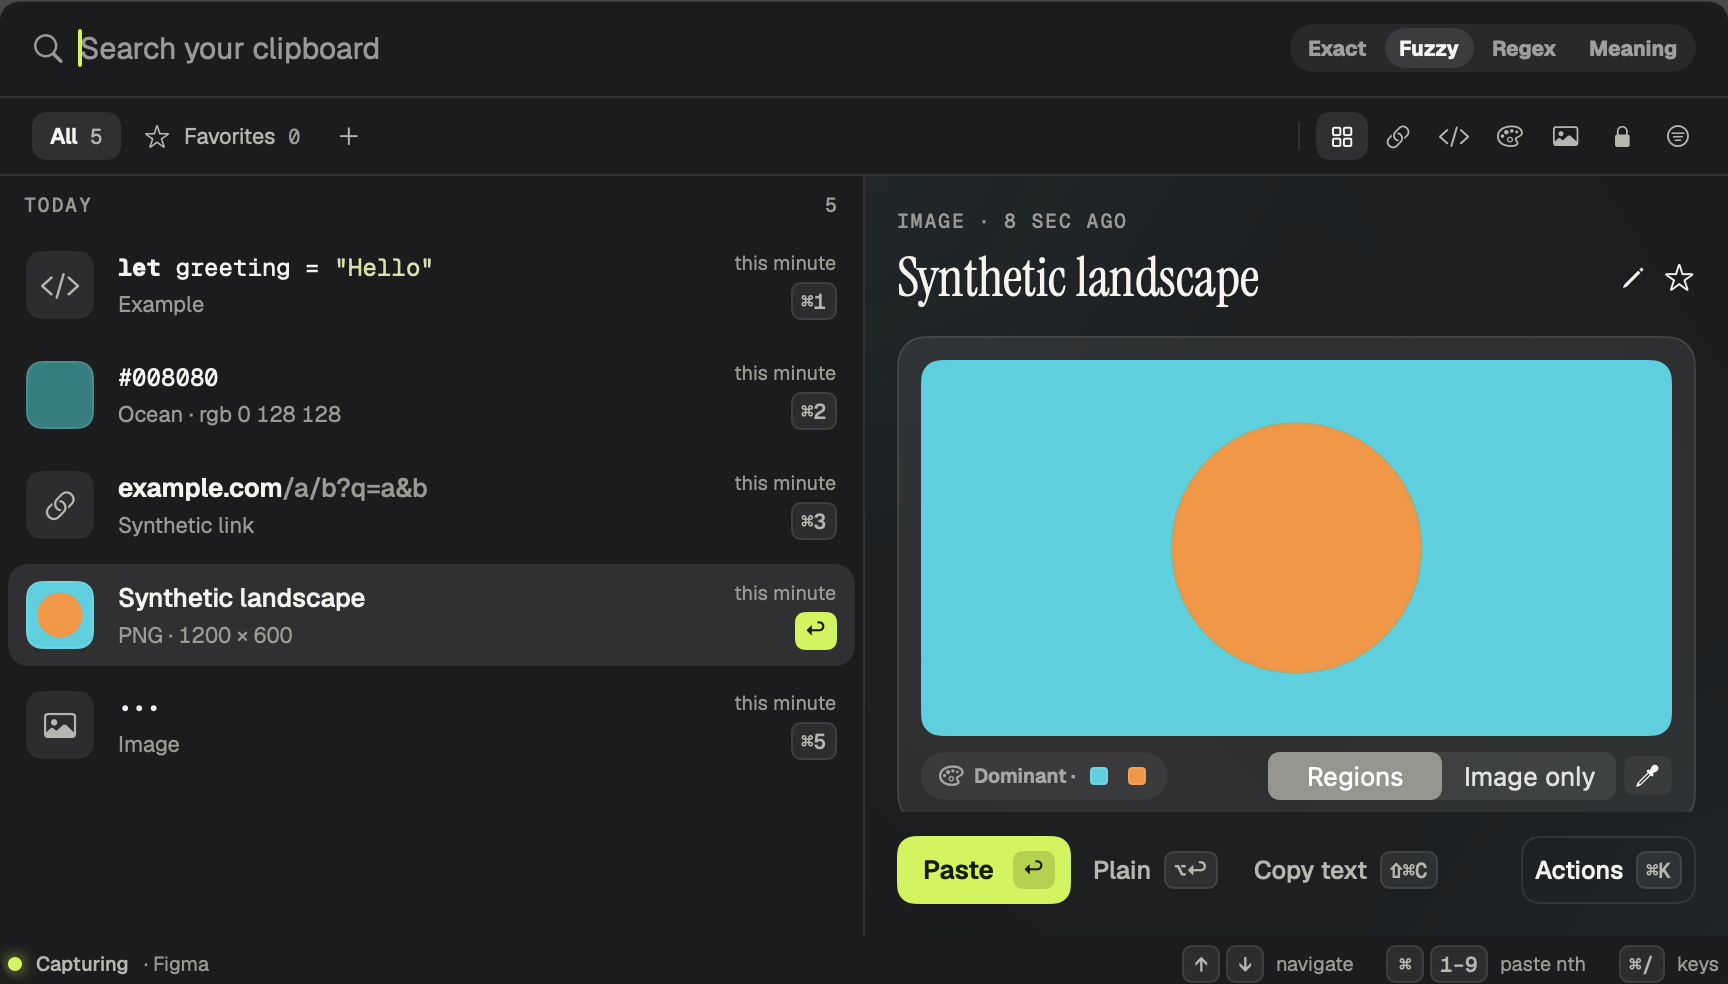 Search your clipboard
Exact Fuzzy Regex Meaning
All 5 Favorites 0 +
TODAY 5
let greeting = "Hello" this minute
Example ⌘1
#008080 this minute
Ocean · rgb 0 128 128 ⌘2
example.com/a/b?q=a&b this minute
Synthetic link ⌘3
Synthetic landscape this minute
PNG · 1200 × 600 ↩
... this minute
Image ⌘5
IMAGE · 8 SEC AGO
Synthetic landscape
Dominant · Regions Image only
Paste ↩ Plain ⌥↩ Copy text ⇧⌘C Actions ⌘K
Capturing · Figma ↑ ↓ navigate ⌘ 1-9 paste nth ⌘/ keys